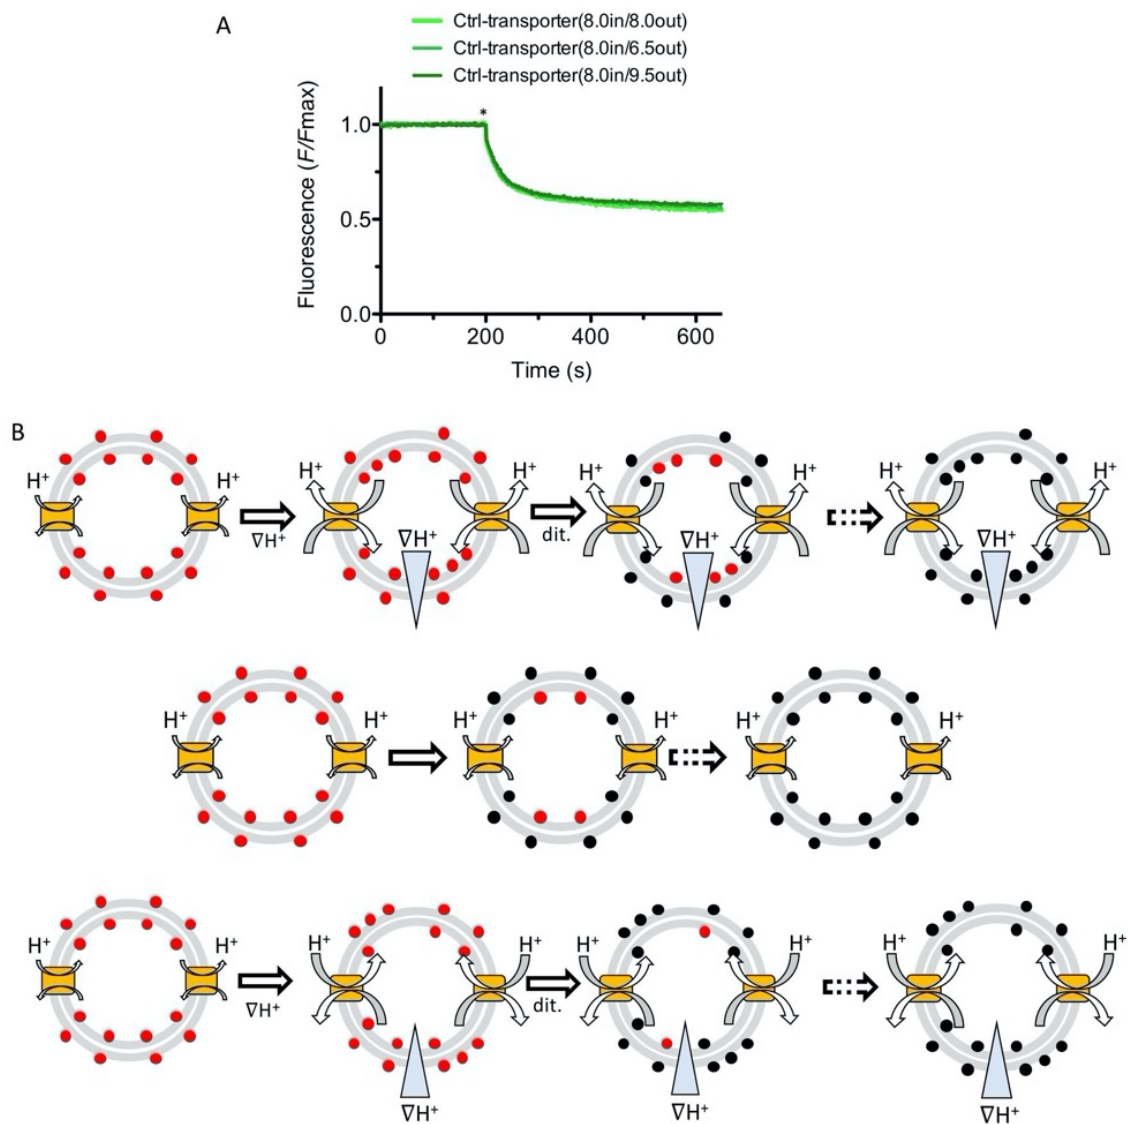 A
Ctrl-transporter(8.0in/8.0out)
Ctrl-transporter(8.0in/6.5out)
Ctrl-transporter(8.0in/9.5out)
*
Fluorescence (F/Fmax)
1.0
0.5
0.0
0 200 400 600
Time (s)
B
H⁺ H⁺ H⁺ H⁺ H⁺ H⁺ H⁺ H⁺
∇H⁺ ∇H⁺ dit. ∇H⁺ ∇H⁺
H⁺ H⁺ H⁺ H⁺ H⁺ H⁺
H⁺ H⁺ H⁺ H⁺ H⁺ H⁺ H⁺ H⁺
∇H⁺ dit.
∇H⁺ ∇H⁺ ∇H⁺